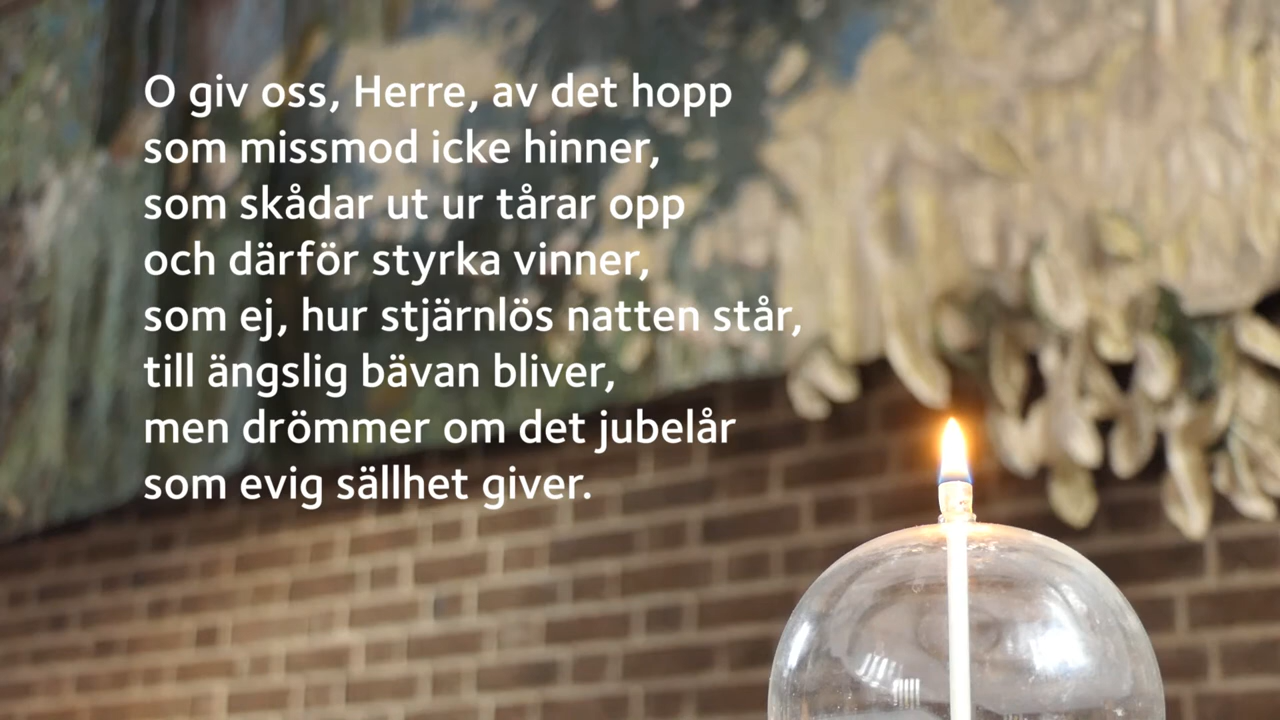 O giv oss, Herre, av det hopp
som missmod icke hinner,
som skådar ut ur tårar opp
och därför styrka vinner,
som ej, hur stjärnlös natten står,
till ängslig bävan bliver,
men drömmer om det jubelår
som evig sällhet giver.